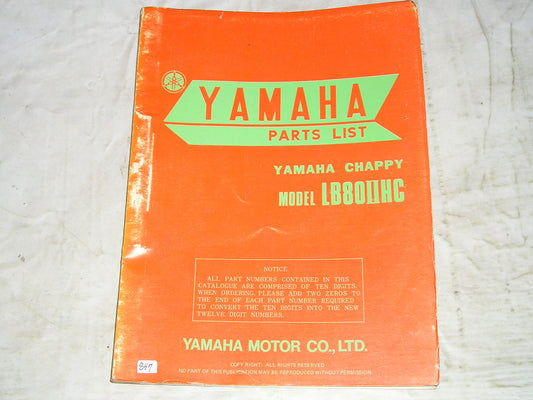 YAMAHA
PARTS LIST
YAMAHA CHAPPY
MODEL LB80IIHC
NOTICE
ALL PART NUMBERS CONTAINED IN THIS
CATALOGUE ARE COMPRISED OF TEN DIGITS.
WHEN ORDERING, PLEASE ADD TWO ZEROS TO
THE END OF EACH PART NUMBER REQUIRED
TO CONVERT THE TEN DIGITS INTO THE NEW
TWELVE DIGIT NUMBERS.
YAMAHA MOTOR CO., LTD.
COPY RIGHT: ALL RIGHTS RESERVED
NO PART OF THIS PUBLICATION MAY BE REPRODUCED WITHOUT PERMISSION.
847